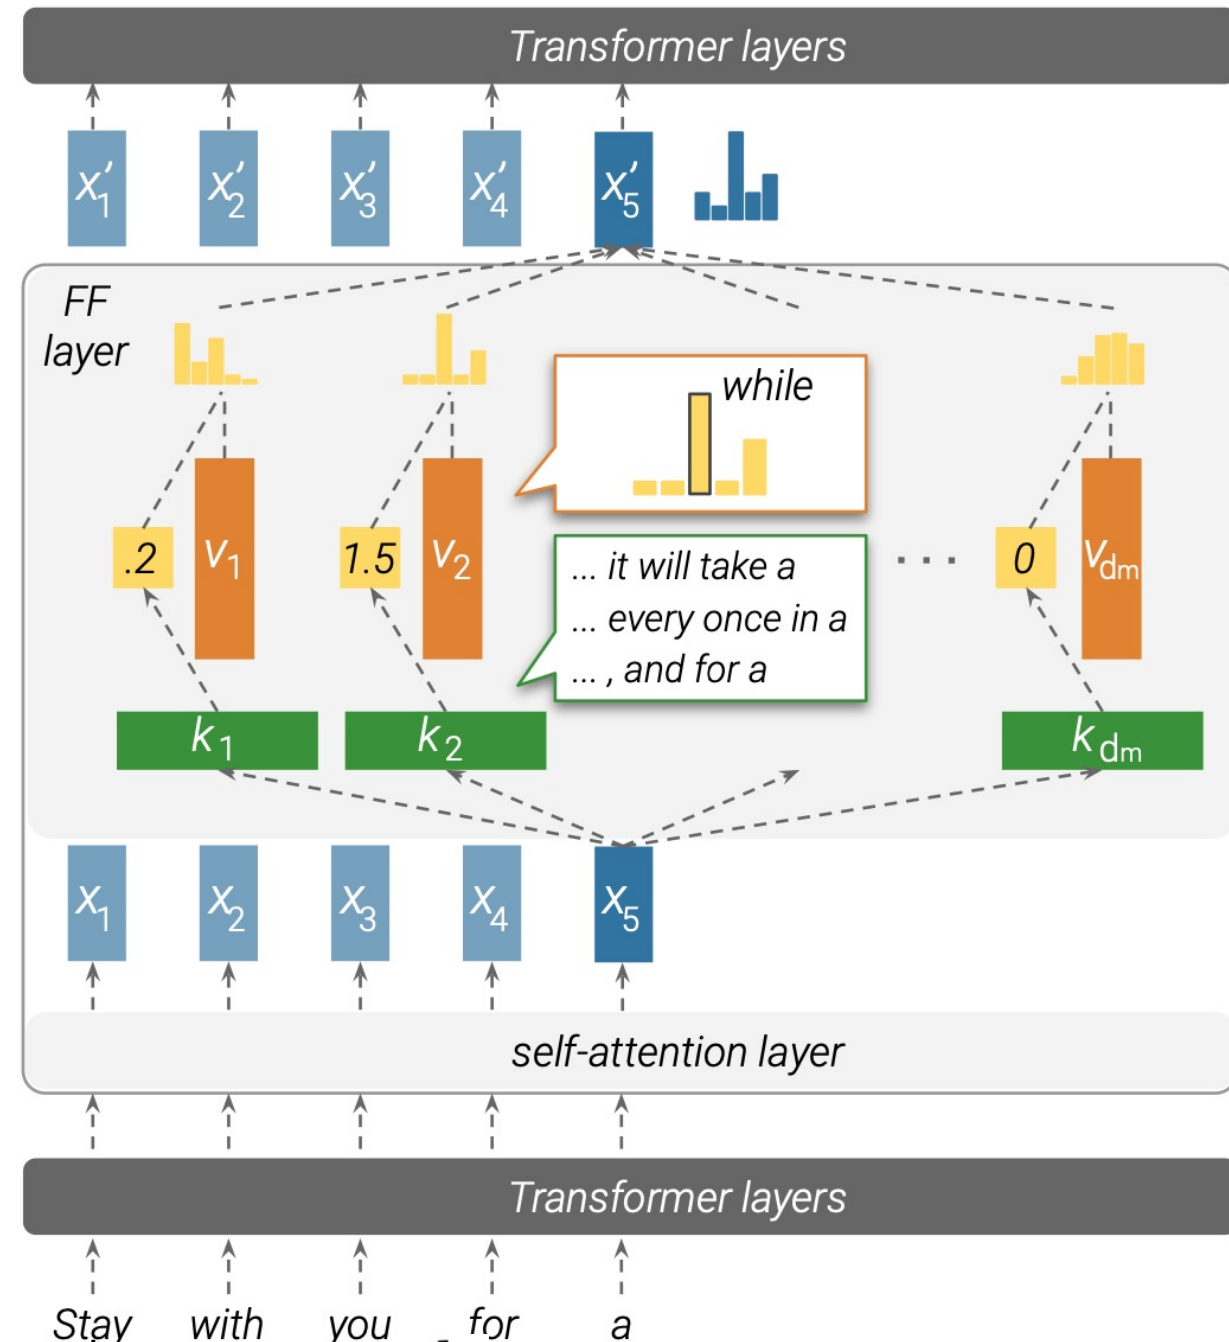 Transformer layers
x′1 x′2 x′3 x′4 x′5
FF
layer
while
.2 v1 1.5 v2 ... 0 vdm
... it will take a
... every once in a
... , and for a
k1 k2 kdm
x1 x2 x3 x4 x5
self-attention layer
Transformer layers
Stay with you for a